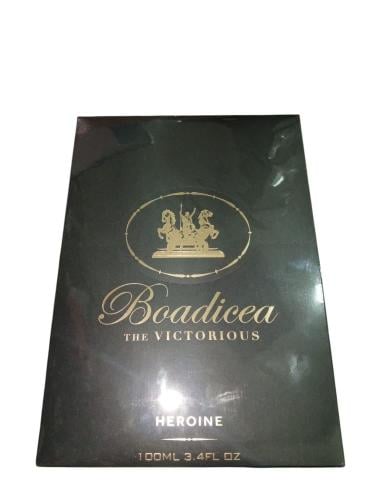 Boadicea
THE VICTORIOUS
HEROINE
100ML 3.4FL OZ